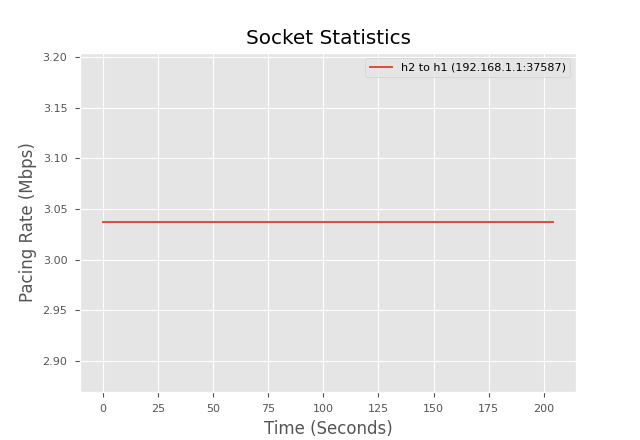 Socket Statistics
h2 to h1 (192.168.1.1:37587)
Pacing Rate (Mbps)
3.20
3.15
3.10
3.05
3.00
2.95
2.90
0 25 50 75 100 125 150 175 200
Time (Seconds)